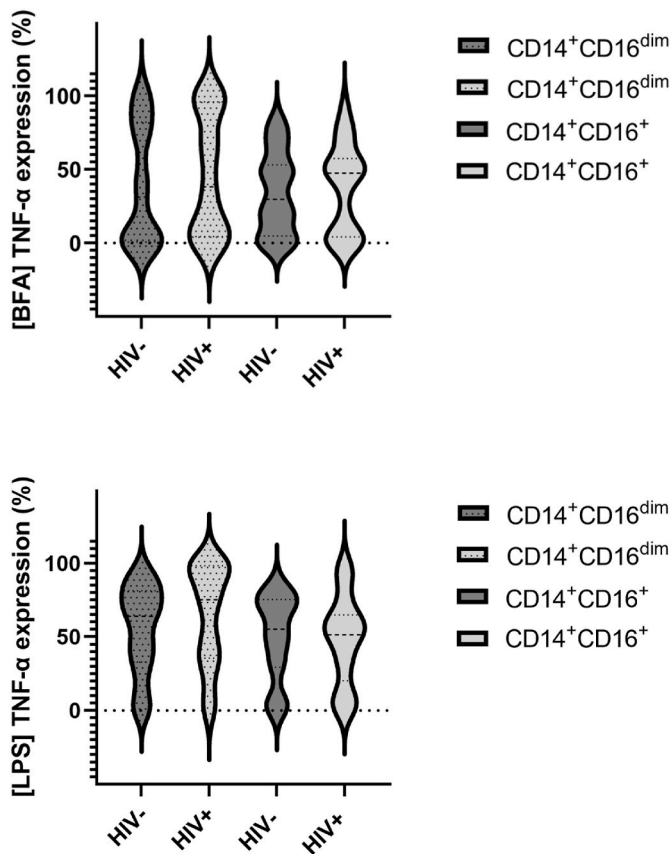 [BFA] TNF-α expression (%)
100
50
0
HIV-
HIV+
HIV-
HIV+
CD14⁺CD16ᵈⁱᵐ
CD14⁺CD16ᵈⁱᵐ
CD14⁺CD16⁺
CD14⁺CD16⁺
[LPS] TNF-α expression (%)
100
50
0
HIV-
HIV+
HIV-
HIV+
CD14⁺CD16ᵈⁱᵐ
CD14⁺CD16ᵈⁱᵐ
CD14⁺CD16⁺
CD14⁺CD16⁺